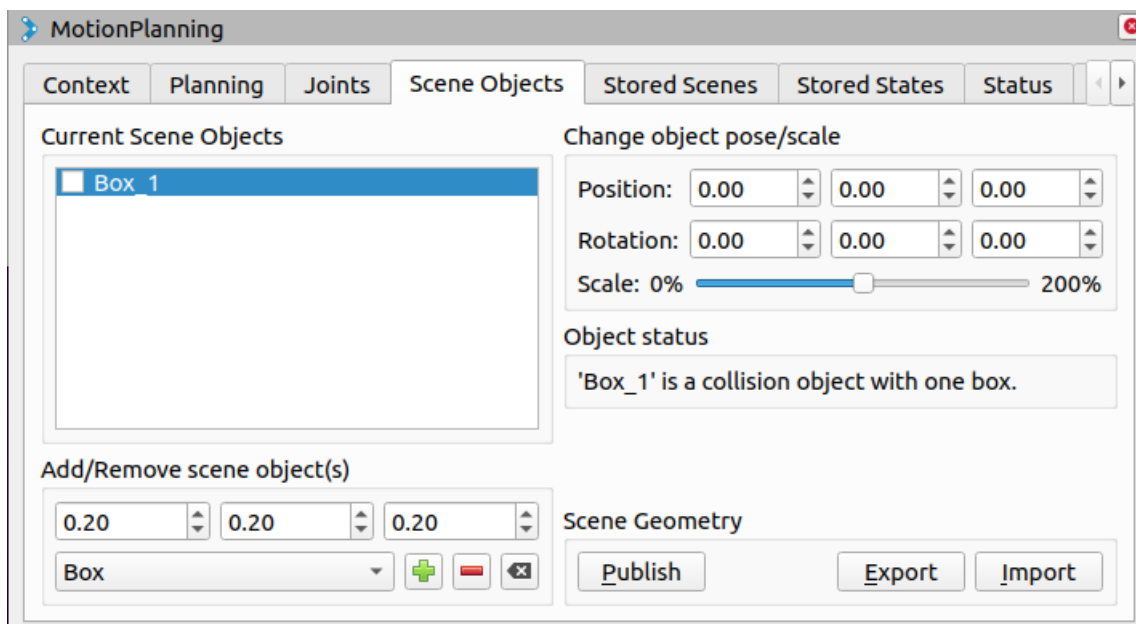 MotionPlanning
Context Planning Joints Scene Objects Stored Scenes Stored States Status
Current Scene Objects
Box_1
Add/Remove scene object(s)
0.20 0.20 0.20
Box
Change object pose/scale
Position: 0.00 0.00 0.00
Rotation: 0.00 0.00 0.00
Scale: 0% 200%
Object status
'Box_1' is a collision object with one box.
Scene Geometry
Publish Export Import